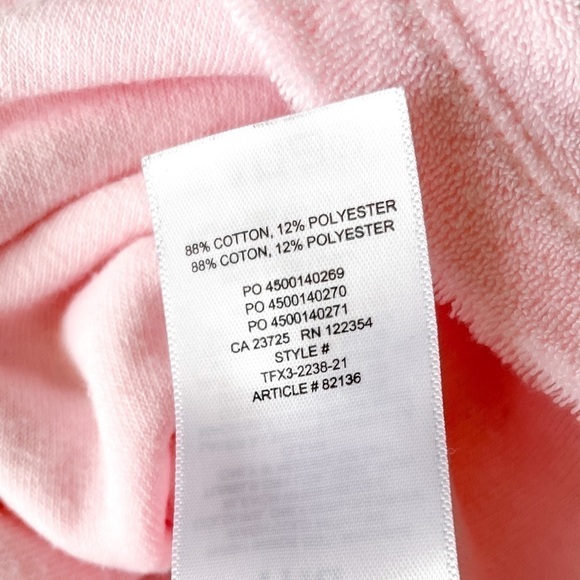 88% COTTON, 12% POLYESTER
88% COTON, 12% POLYESTER
PO 4500140269
PO 4500140270
PO 4500140271
CA 23725 RN 122354
STYLE #
TFX3-2238-21
ARTICLE # 82136